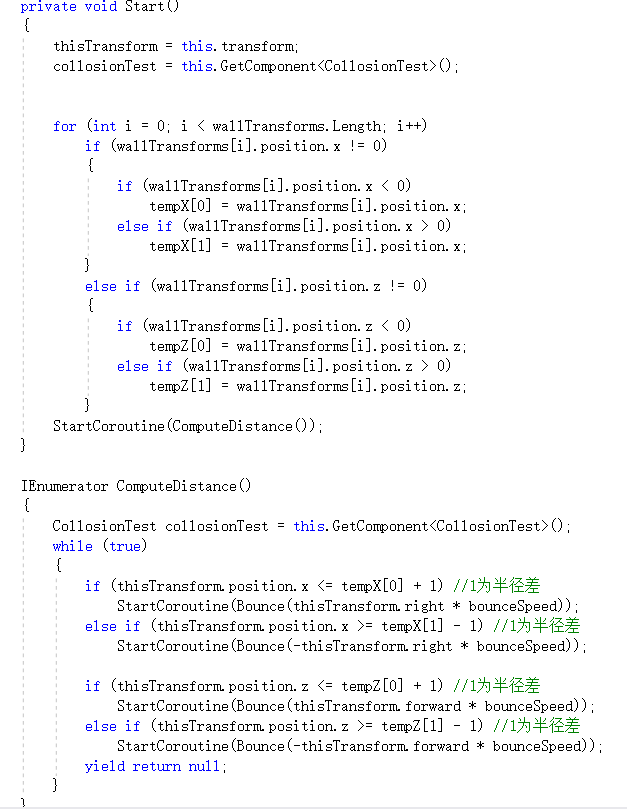 private void Start()
{
thisTransform = this.transform;
collosionTest = this.GetComponent<CollosionTest>();
for (int i = 0; i < wallTransforms.Length; i++)
if (wallTransforms[i].position.x != 0)
{
if (wallTransforms[i].position.x < 0)
tempX[0] = wallTransforms[i].position.x;
else if (wallTransforms[i].position.x > 0)
tempX[1] = wallTransforms[i].position.x;
}
else if (wallTransforms[i].position.z != 0)
{
if (wallTransforms[i].position.z < 0)
tempZ[0] = wallTransforms[i].position.z;
else if (wallTransforms[i].position.z > 0)
tempZ[1] = wallTransforms[i].position.z;
}
StartCoroutine(ComputeDistance());
}
IEnumerator ComputeDistance()
{
CollosionTest collosionTest = this.GetComponent<CollosionTest>();
while (true)
{
if (thisTransform.position.x <= tempX[0] + 1) //1为半径差
StartCoroutine(Bounce(thisTransform.right * bounceSpeed));
else if (thisTransform.position.x >= tempX[1] - 1) //1为半径差
StartCoroutine(Bounce(-thisTransform.right * bounceSpeed));
if (thisTransform.position.z <= tempZ[0] + 1) //1为半径差
StartCoroutine(Bounce(thisTransform.forward * bounceSpeed));
else if (thisTransform.position.z >= tempZ[1] - 1) //1为半径差
StartCoroutine(Bounce(-thisTransform.forward * bounceSpeed));
yield return null;
}
}